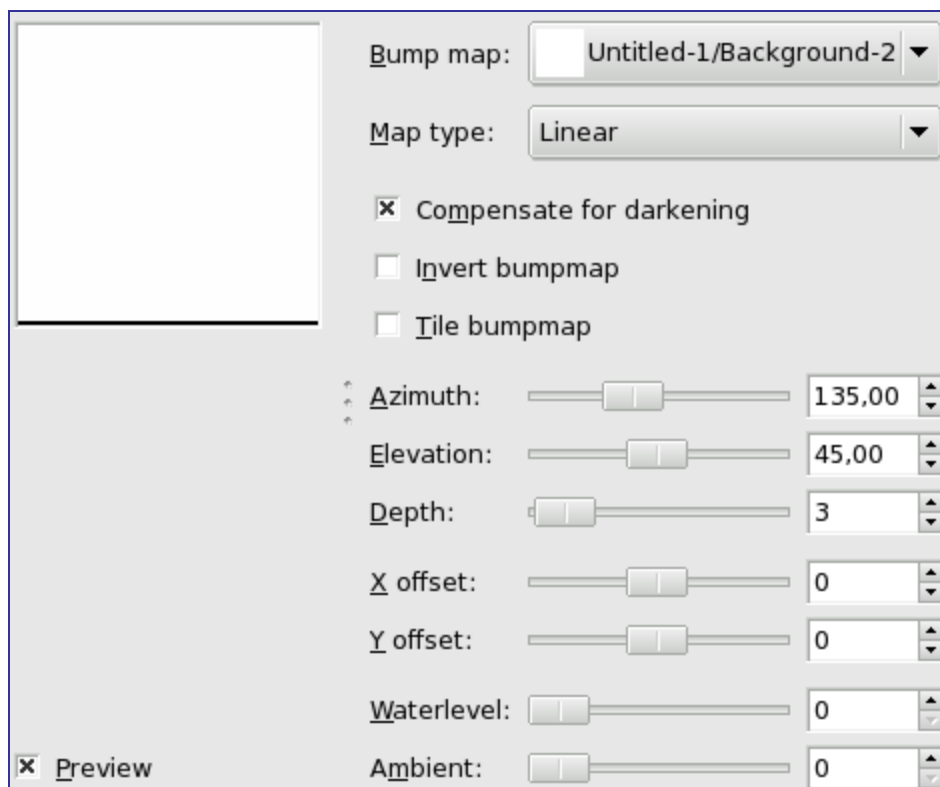 Bump map: Untitled-1/Background-2
Map type: Linear
Compensate for darkening
Invert bumpmap
Tile bumpmap
Azimuth: 135,00
Elevation: 45,00
Depth: 3
X offset: 0
Y offset: 0
Waterlevel: 0
Preview
Ambient: 0